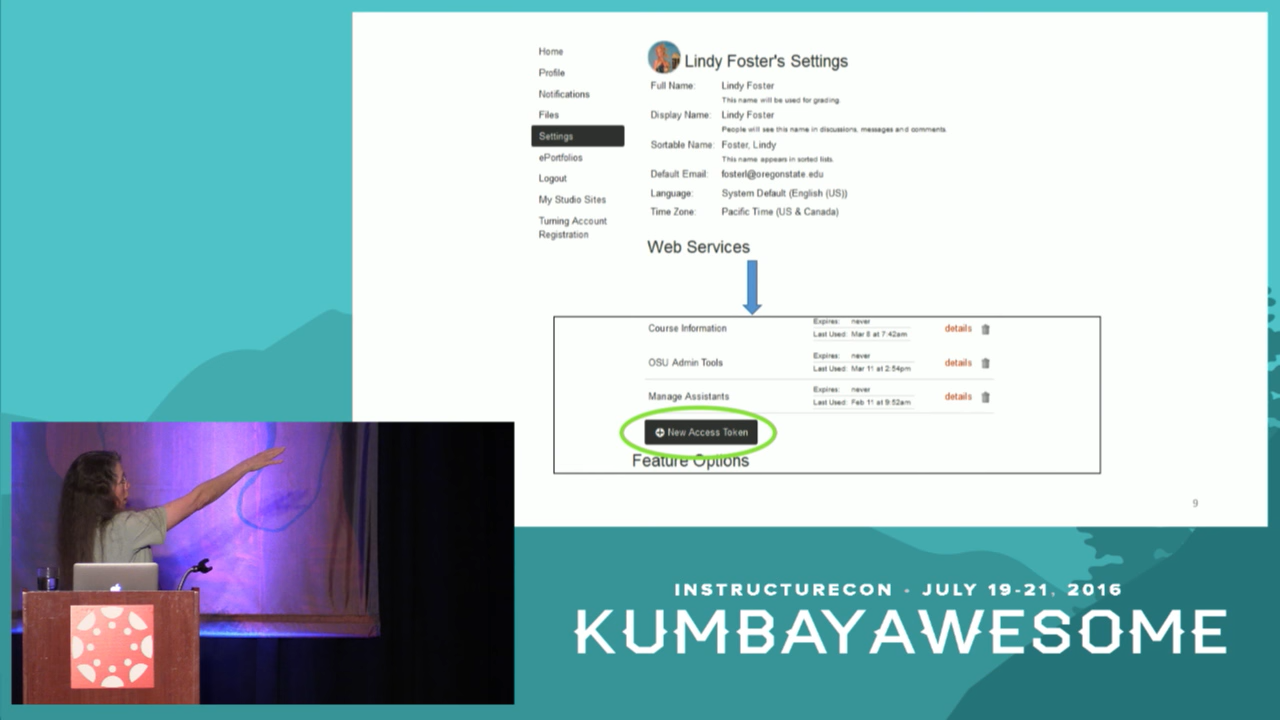 Home
Profile
Notifications
Files
Settings
ePortfolios
Logout
My Studio Sites
Turning Account
Registration
Lindy Foster's Settings
Full Name: Lindy Foster
This name will be used for grading.
Display Name: Lindy Foster
People will see this name in discussions, messages and comments.
Sortable Name: Foster, Lindy
This name appears in sorted lists.
Default Email: fosterl@oregonstate.edu
Language: System Default (English (US))
Time Zone: Pacific Time (US & Canada)
Web Services
Course Information Expires: never details
Last Used: Mar 8 at 7:42am
OSU Admin Tools Expires: never details
Last Used: Mar 11 at 2:54pm
Manage Assistants Expires: never details
Last Used: Feb 11 at 9:52am
New Access Token
Feature Options
9
INSTRUCTURECON - JULY 19-21, 2016
KUMBAYAWESOME